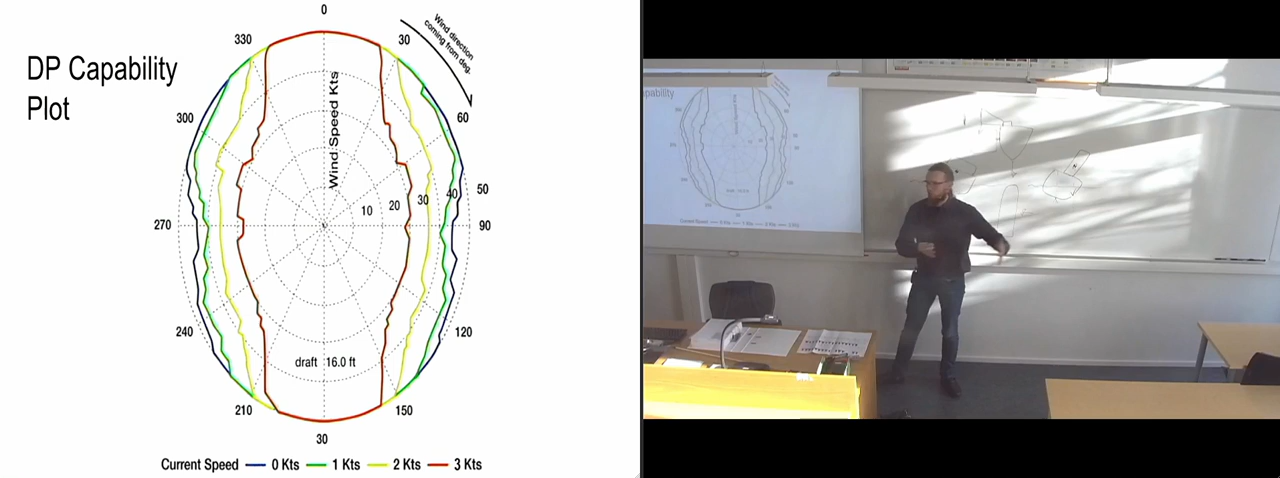 DP Capability
Plot
0
330
30
Wind direction
coming from deg.
300
60
Wind Speed Kts
50
40
30
20
10
270
90
240
120
draft 16.0 ft
210
150
30
Current Speed 0 Kts 1 Kts 2 Kts 3 Kts
pability